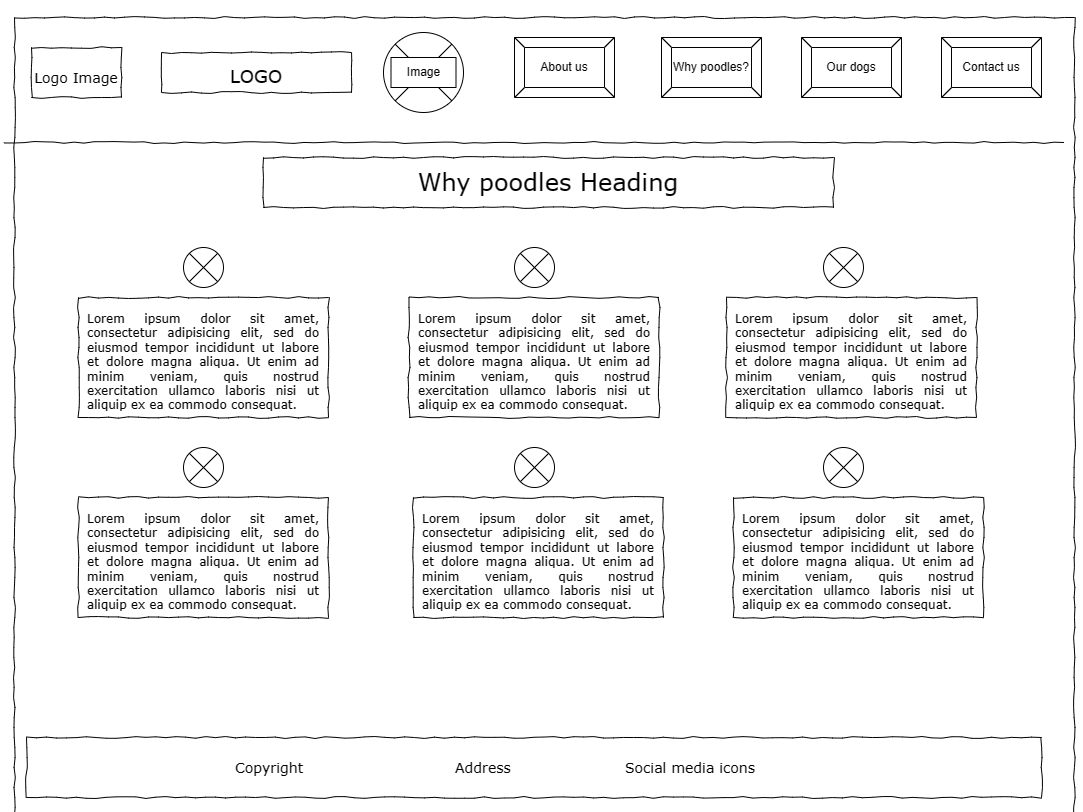 Logo Image
LOGO
Image
About us
Why poodles?
Our dogs
Contact us
Why poodles Heading
Lorem ipsum dolor sit amet,
consectetur adipisicing elit, sed do
eiusmod tempor incididunt ut labore
et dolore magna aliqua. Ut enim ad
minim veniam, quis nostrud
exercitation ullamco laboris nisi ut
aliquip ex ea commodo consequat.
Lorem ipsum dolor sit amet,
consectetur adipisicing elit, sed do
eiusmod tempor incididunt ut labore
et dolore magna aliqua. Ut enim ad
minim veniam, quis nostrud
exercitation ullamco laboris nisi ut
aliquip ex ea commodo consequat.
Lorem ipsum dolor sit amet,
consectetur adipisicing elit, sed do
eiusmod tempor incididunt ut labore
et dolore magna aliqua. Ut enim ad
minim veniam, quis nostrud
exercitation ullamco laboris nisi ut
aliquip ex ea commodo consequat.
Lorem ipsum dolor sit amet,
consectetur adipisicing elit, sed do
eiusmod tempor incididunt ut labore
et dolore magna aliqua. Ut enim ad
minim veniam, quis nostrud
exercitation ullamco laboris nisi ut
aliquip ex ea commodo consequat.
Lorem ipsum dolor sit amet,
consectetur adipisicing elit, sed do
eiusmod tempor incididunt ut labore
et dolore magna aliqua. Ut enim ad
minim veniam, quis nostrud
exercitation ullamco laboris nisi ut
aliquip ex ea commodo consequat.
Lorem ipsum dolor sit amet,
consectetur adipisicing elit, sed do
eiusmod tempor incididunt ut labore
et dolore magna aliqua. Ut enim ad
minim veniam, quis nostrud
exercitation ullamco laboris nisi ut
aliquip ex ea commodo consequat.
Copyright
Address
Social media icons